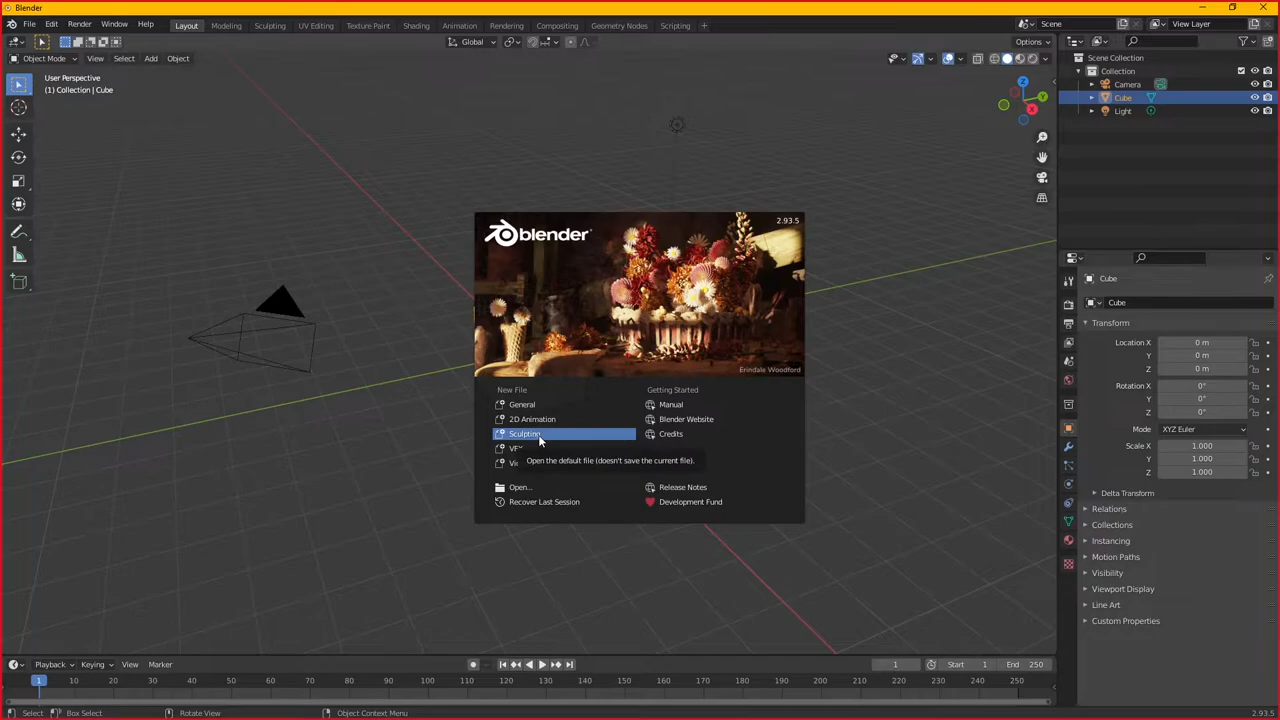 Blender
File Edit Render Window Help Layout Modeling Sculpting UV Editing Texture Paint Shading Animation Rendering Compositing Geometry Nodes Scripting + Scene View Layer
Global Options
Object Mode View Select Add Object
User Perspective
(1) Collection | Cube
Z
Y
X
Scene Collection
Collection
Camera
Cube
Light
blender
2.93.5
Erindale Woodford
New File
General
2D Animation
Sculpting
VFX
Vi
Open the default file (doesn't save the current file).
Open...
Recover Last Session
Getting Started
Manual
Blender Website
Credits
Release Notes
Development Fund
Cube
Cube
Transform
Location X 0 m
Y 0 m
Z 0 m
Rotation X 0°
Y 0°
Z 0°
Mode XYZ Euler
Scale X 1.000
Y 1.000
Z 1.000
Delta Transform
Relations
Collections
Instancing
Motion Paths
Visibility
Viewport Display
Line Art
Custom Properties
Playback Keying View Marker 1 Start 1 End 250
1 10 20 30 40 50 60 70 80 90 100 110 120 130 140 150 160 170 180 190 200 210 220 230 240 250
Select Box Select Rotate View Object Context Menu 2.93.5